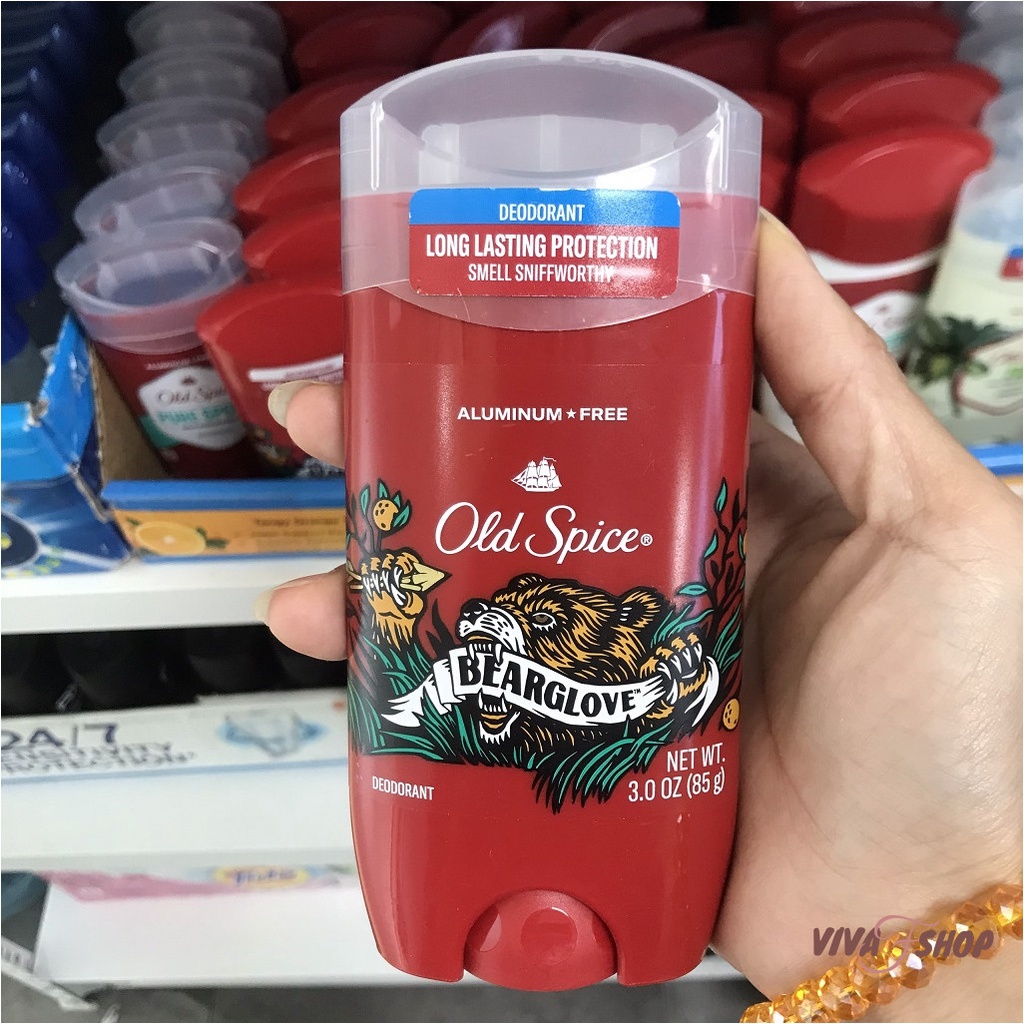 DEODORANT
LONG LASTING PROTECTION
SMELL SNIFFWORTHY
ALUMINUM★FREE
Old Spice®
BEARGLOVE™
NET WT.
3.0 OZ (85 g)
DEODORANT
Old Spice
24/7
VIVA SHOP